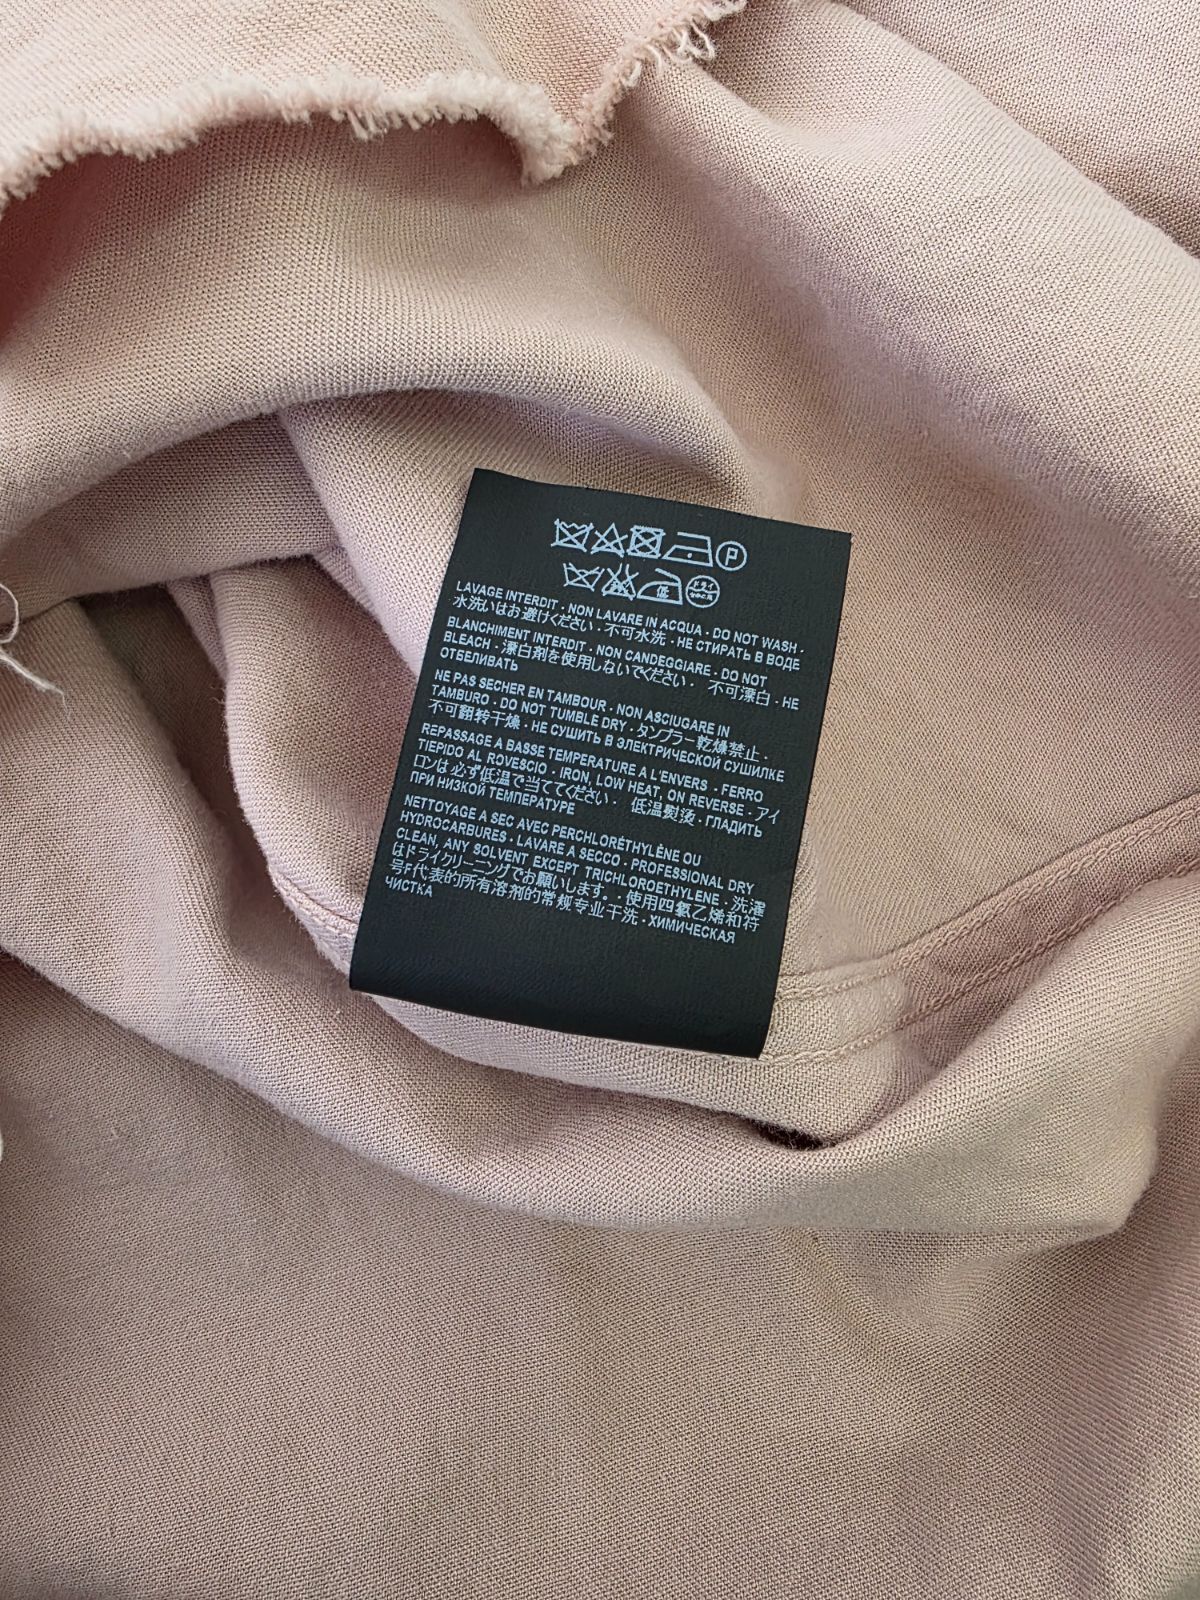 P
低 ドライ
LAVAGE INTERDIT · NON LAVARE IN ACQUA · DO NOT WASH ·
水洗いはお避けください · 不可水洗 · НЕ СТИРАТЬ В ВОДЕ
BLANCHIMENT INTERDIT · NON CANDEGGIARE · DO NOT
BLEACH · 漂白剤を使用しないでください · 不可漂白 · НЕ
ОТБЕЛИВАТЬ
NE PAS SECHER EN TAMBOUR · NON ASCIUGARE IN
TAMBURO · DO NOT TUMBLE DRY · タンブラー乾燥禁止 ·
不可翻转干燥 · НЕ СУШИТЬ В ЭЛЕКТРИЧЕСКОЙ СУШИЛКЕ
REPASSAGE A BASSE TEMPERATURE A L'ENVERS · FERRO
TIEPIDO AL ROVESCIO · IRON, LOW HEAT, ON REVERSE · アイ
ロンは必ず低温で当ててください · 低温熨烫 · ГЛАДИТЬ
ПРИ НИЗКОЙ ТЕМПЕРАТУРЕ
NETTOYAGE A SEC AVEC PERCHLORÉTHYLÈNE OU
HYDROCARBURES · LAVARE A SECCO · PROFESSIONAL DRY
CLEAN, ANY SOLVENT EXCEPT TRICHLOROETHYLENE · 洗濯
はドライクリーニングでお願いします。· 使用四氯乙烯和符
号F代表的所有溶剂的常规专业干洗 · ХИМИЧЕСКАЯ
ЧИСТКА